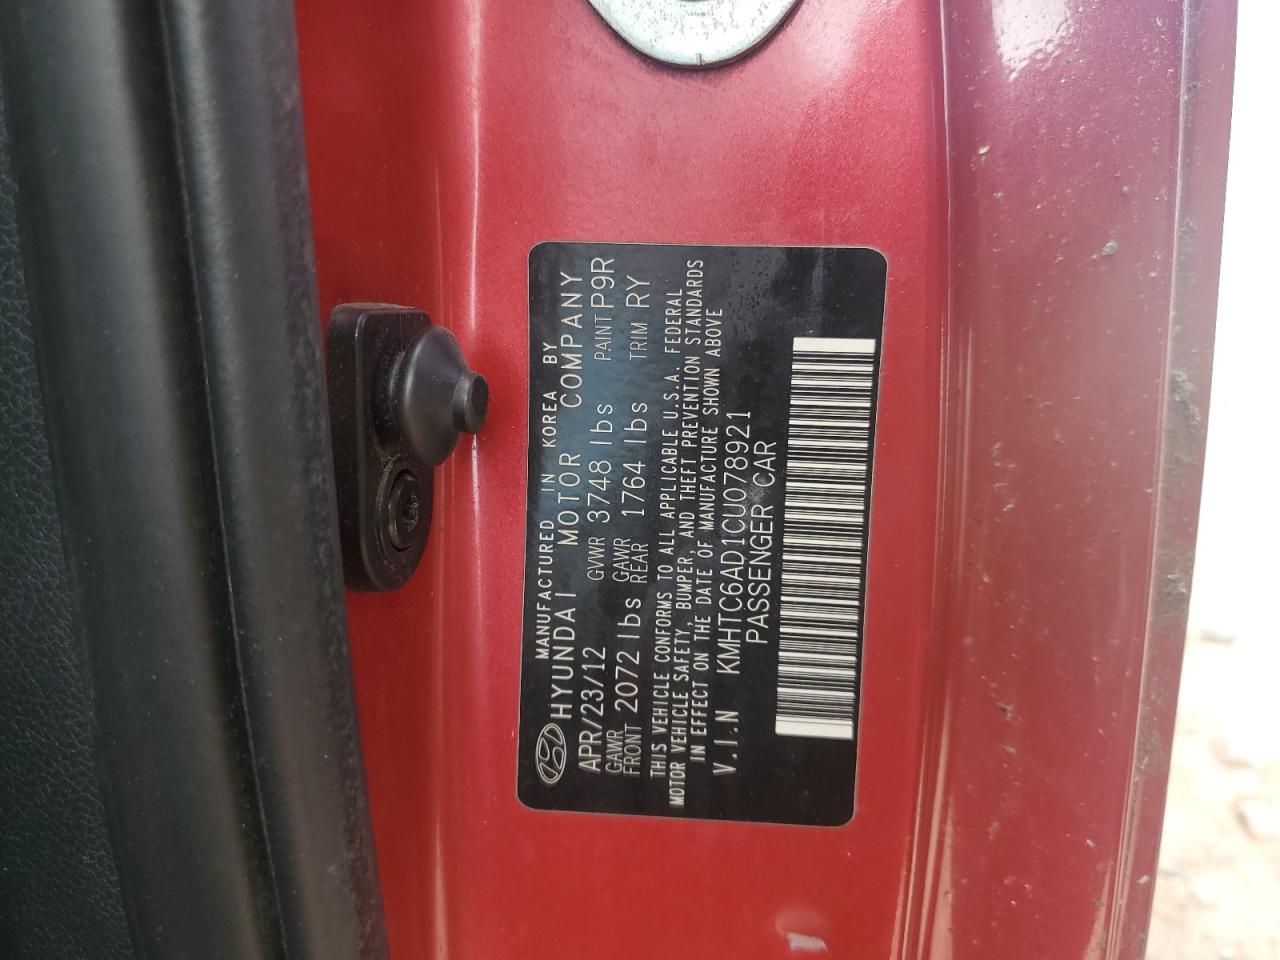 MANUFACTURED IN KOREA BY
HYUNDAI MOTOR COMPANY
APR/23/12 GVWR 3748 lbs PAINT P9R
GAWR FRONT 2072 lbs GAWR REAR 1764 lbs TRIM RY
THIS VEHICLE CONFORMS TO ALL APPLICABLE U.S.A. FEDERAL
MOTOR VEHICLE SAFETY, BUMPER, AND THEFT PREVENTION STANDARDS
IN EFFECT ON THE DATE OF MANUFACTURE SHOWN ABOVE
V.I.N KMHTC6AD1CU078921
PASSENGER CAR